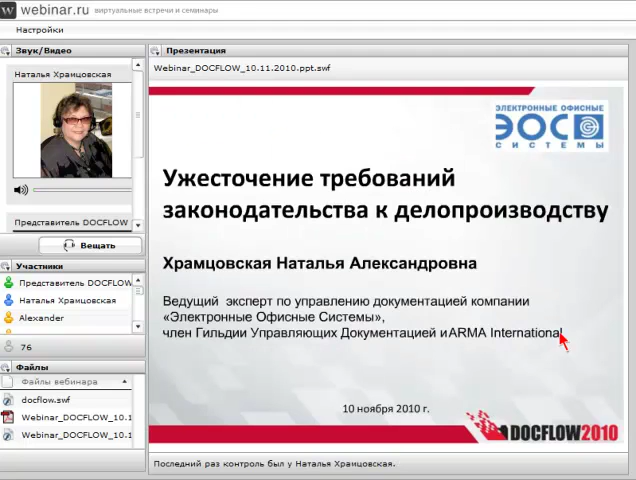 webinar.ru виртуальные встречи и семинары
Настройки
Звук/Видео
Наталья Храмцовская
Представитель DOCFLOW
Вещать
Участники
Представитель DOCFLOW
Наталья Храмцовская
Alexander
76
Файлы
Файлы вебинара
docflow.swf
Webinar_DOCFLOW_10.1
Webinar_DOCFLOW_10.1
Презентация
Webinar_DOCFLOW_10.11.2010.ppt.swf
ЭЛЕКТРОННЫЕ ОФИСНЫЕ
ЭОС
СИСТЕМЫ
Ужесточение требований
законодательства к делопроизводству
Храмцовская Наталья Александровна
Ведущий эксперт по управлению документацией компании
«Электронные Офисные Системы»,
член Гильдии Управляющих Документацией и ARMA International
10 ноября 2010 г.
DOCFLOW2010
Последний раз контроль был у Наталья Храмцовская.